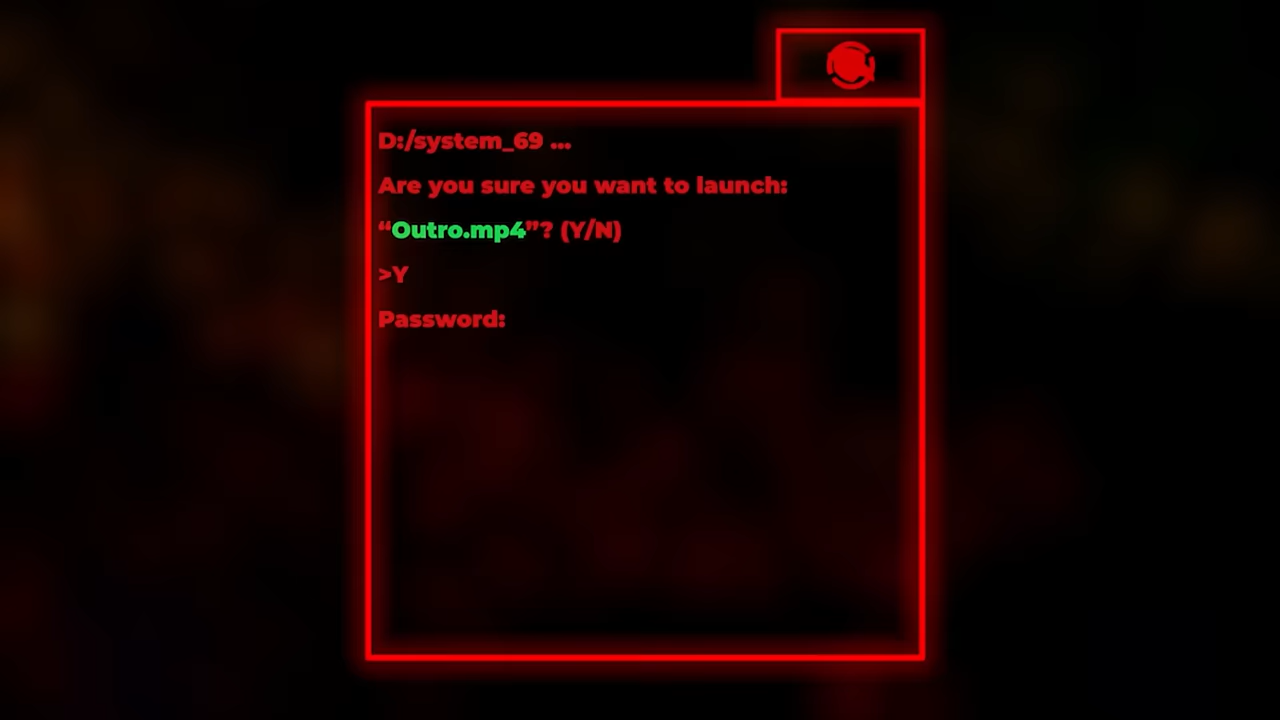 D:/system_69 ...
Are you sure you want to launch:
“Outro.mp4”? (Y/N)
>Y
Password: